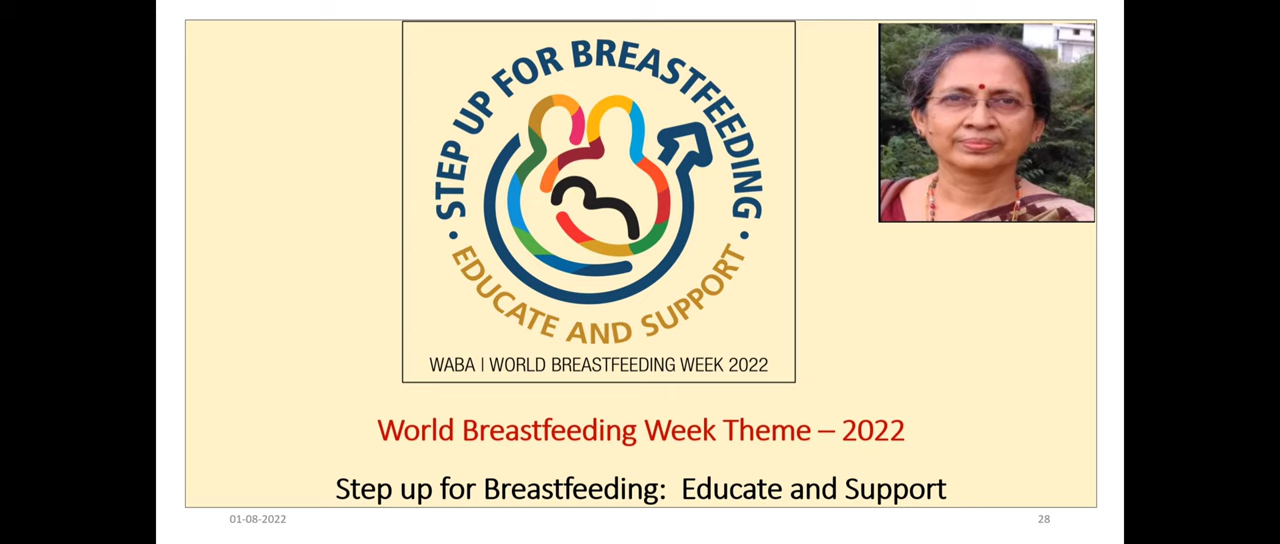 STEP UP FOR BREASTFEEDING
EDUCATE AND SUPPORT
WABA | WORLD BREASTFEEDING WEEK 2022
World Breastfeeding Week Theme – 2022
Step up for Breastfeeding:  Educate and Support
01-08-2022
28